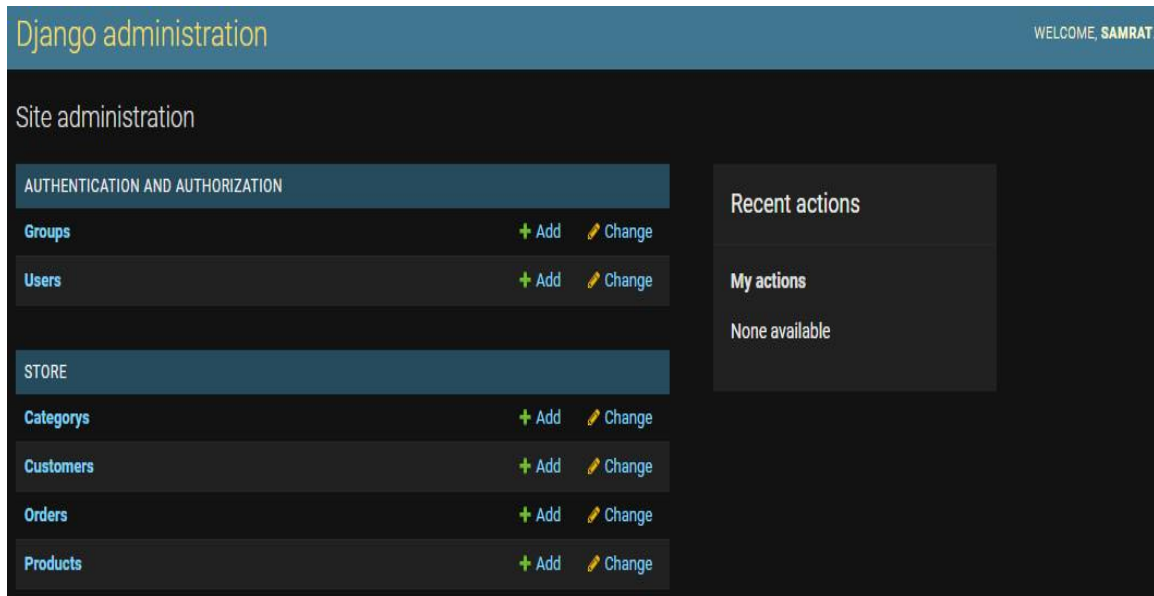 Django administration
WELCOME, SAMRAT
Site administration
AUTHENTICATION AND AUTHORIZATION
Groups + Add Change
Users + Add Change
STORE
Categorys + Add Change
Customers + Add Change
Orders + Add Change
Products + Add Change
Recent actions
My actions
None available